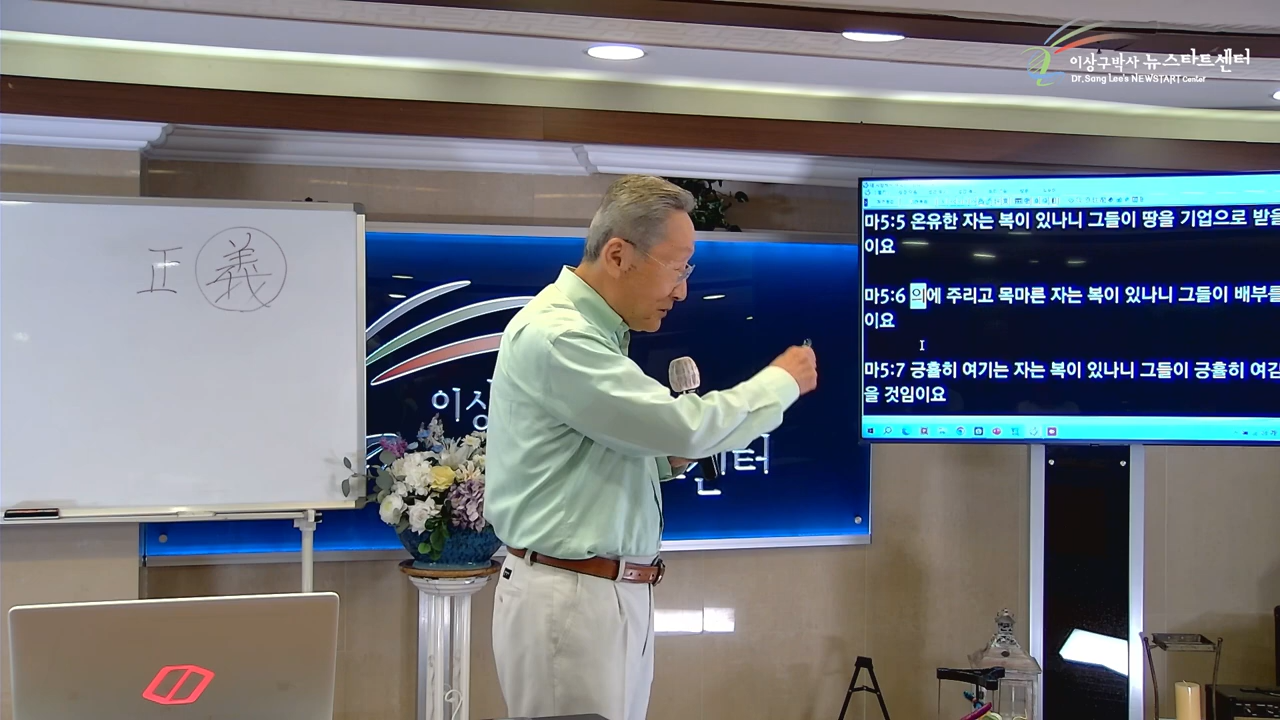 이상구박사 뉴스타트센터
Dr. Sang Lee's NEWSTART Center
正義
마5:5 온유한 자는 복이 있나니 그들이 땅을 기업으로 받을
이요
마5:6 의에 주리고 목마른 자는 복이 있나니 그들이 배부를
이요
마5:7 긍휼히 여기는 자는 복이 있나니 그들이 긍휼히 여김
을 것임이요
이상
센터